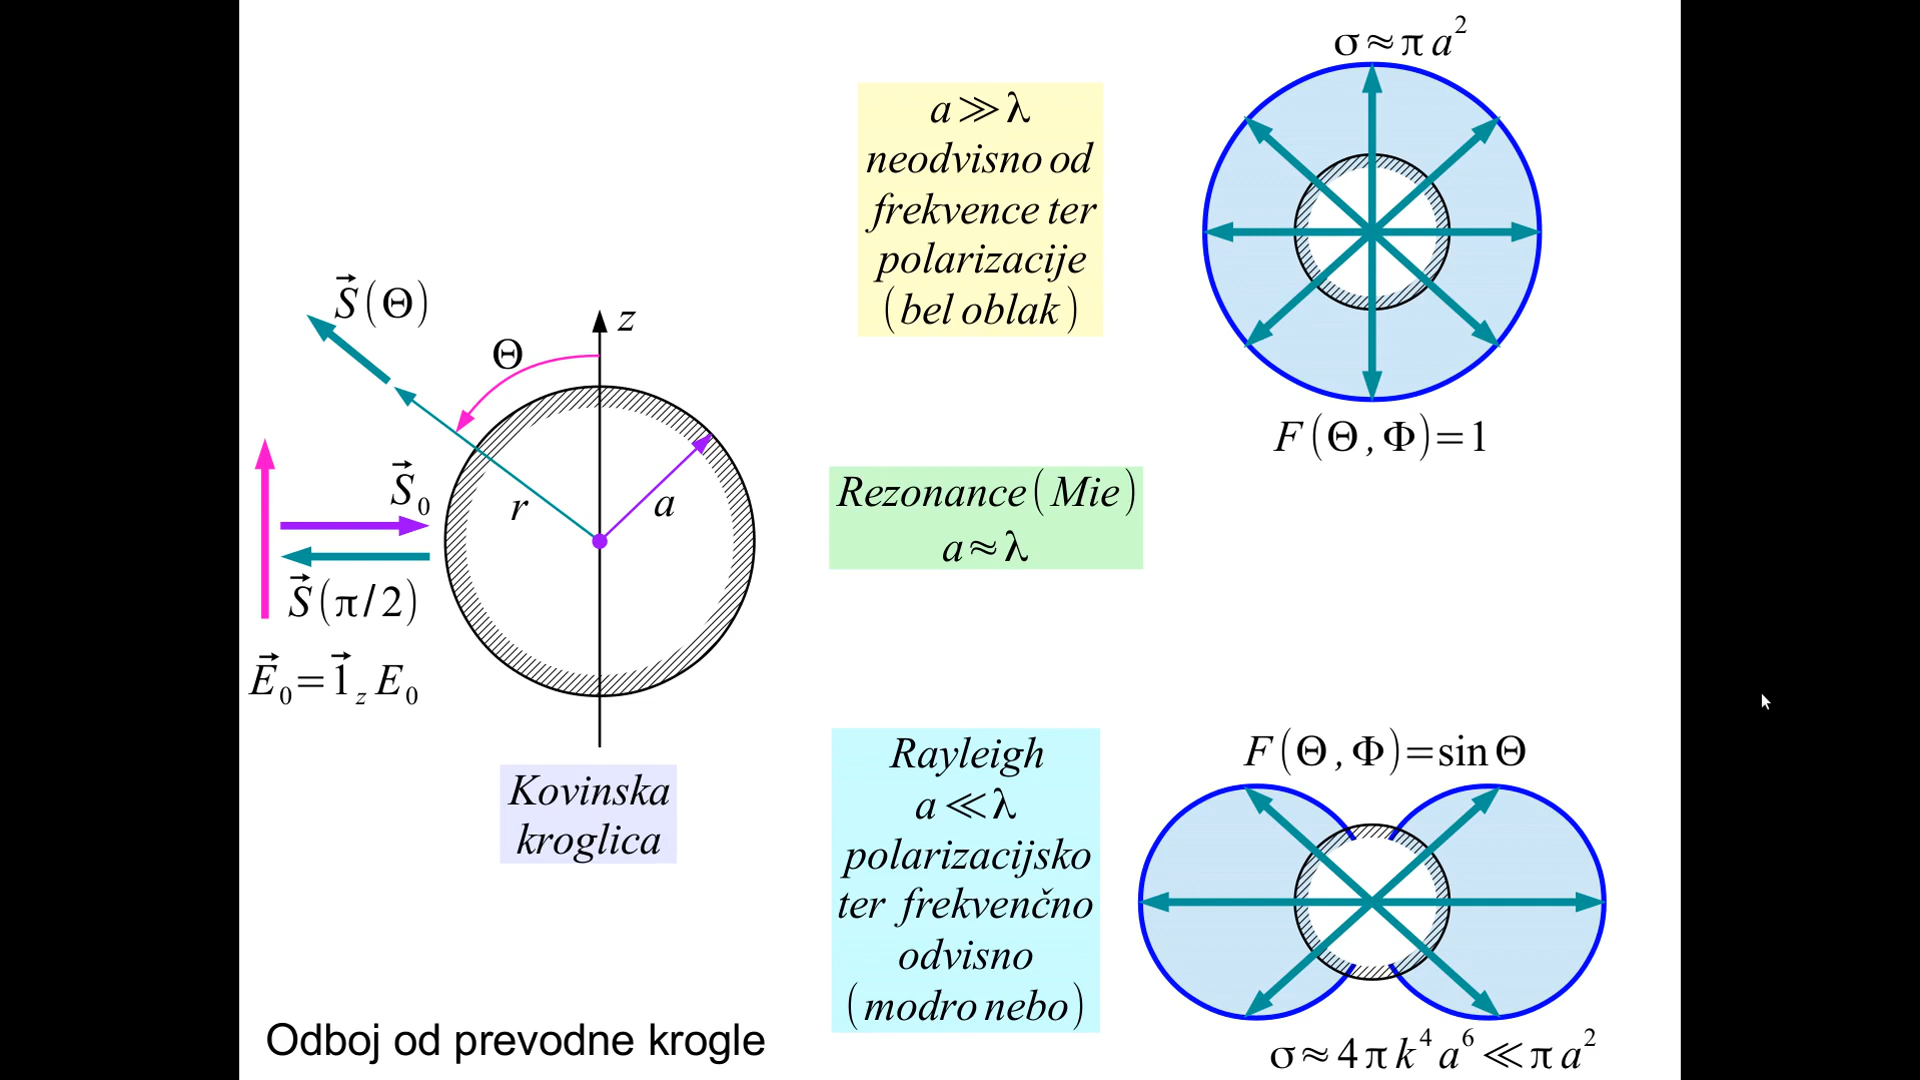 S⃗(Θ)
z
Θ
S⃗₀
r
a
S⃗(π/2)
E⃗₀=1⃗_z E₀
Kovinska
kroglica
Odboj od prevodne krogle
a≫λ
neodvisno od
frekvence ter
polarizacije
(bel oblak)
Rezonance(Mie)
a≈λ
Rayleigh
a≪λ
polarizacijsko
ter frekvenčno
odvisno
(modro nebo)
σ≈πa²
F(Θ,Φ)=1
F(Θ,Φ)=sinΘ
σ≈4πk⁴a⁶≪πa²